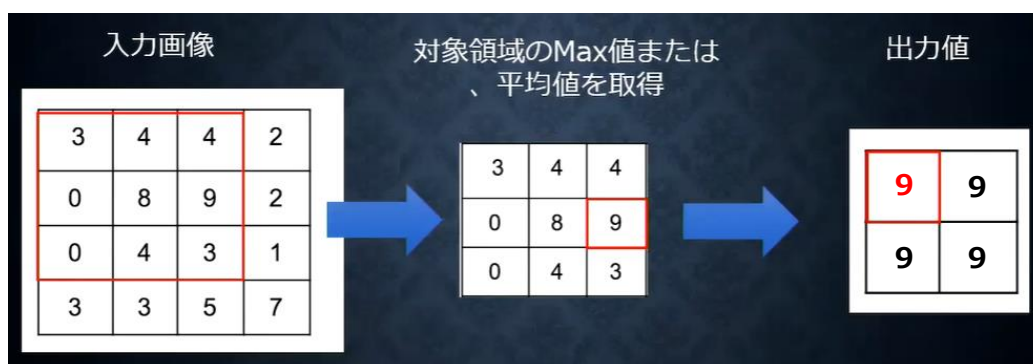 入力画像
対象領域のMax値または
、平均値を取得
出力値
3 4 4 2
0 8 9 2
0 4 3 1
3 3 5 7
3 4 4
0 8 9
0 4 3
9 9
9 9